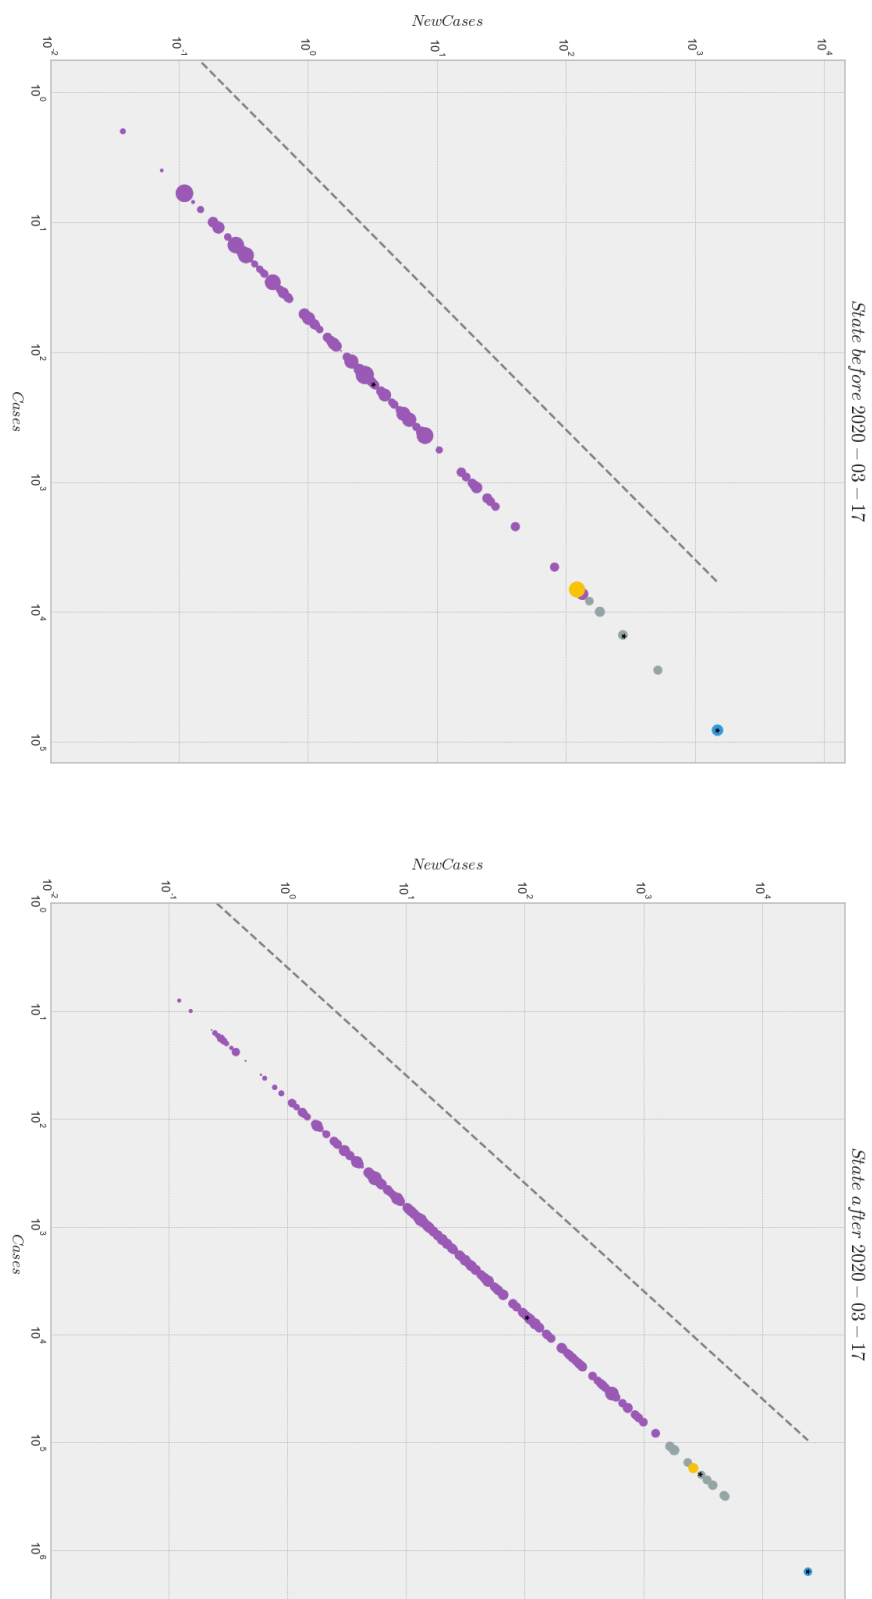 State before 2020 − 03 − 17
NewCases
10^4
10^3
10^2
10^1
10^0
10^-1
10^-2
10^0 10^1 10^2 10^3 10^4 10^5
Cases
State after 2020 − 03 − 17
NewCases
10^4
10^3
10^2
10^1
10^0
10^-1
10^-2
10^0 10^1 10^2 10^3 10^4 10^5 10^6
Cases